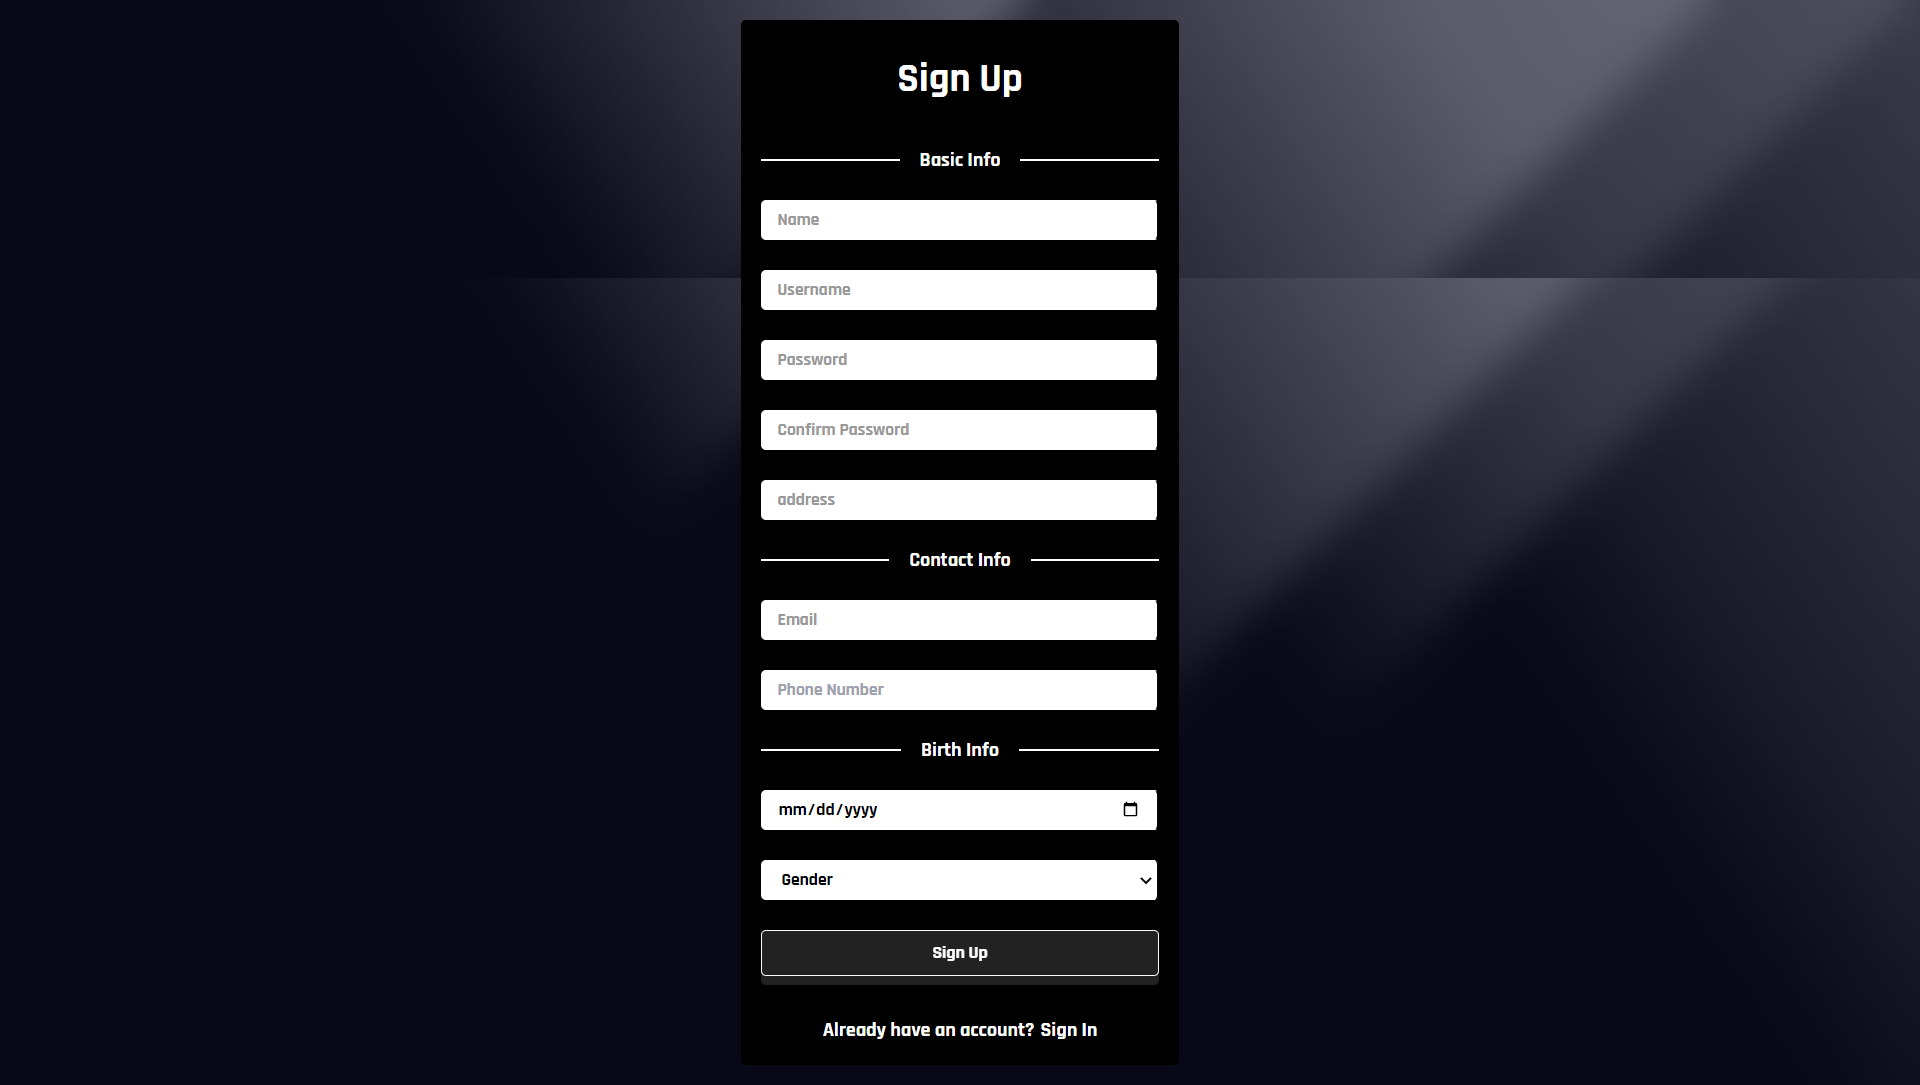 Sign Up
Basic Info
Name
Username
Password
Confirm Password
address
Contact Info
Email
Phone Number
Birth Info
mm/dd/yyyy
Gender
Sign Up
Already have an account? Sign In